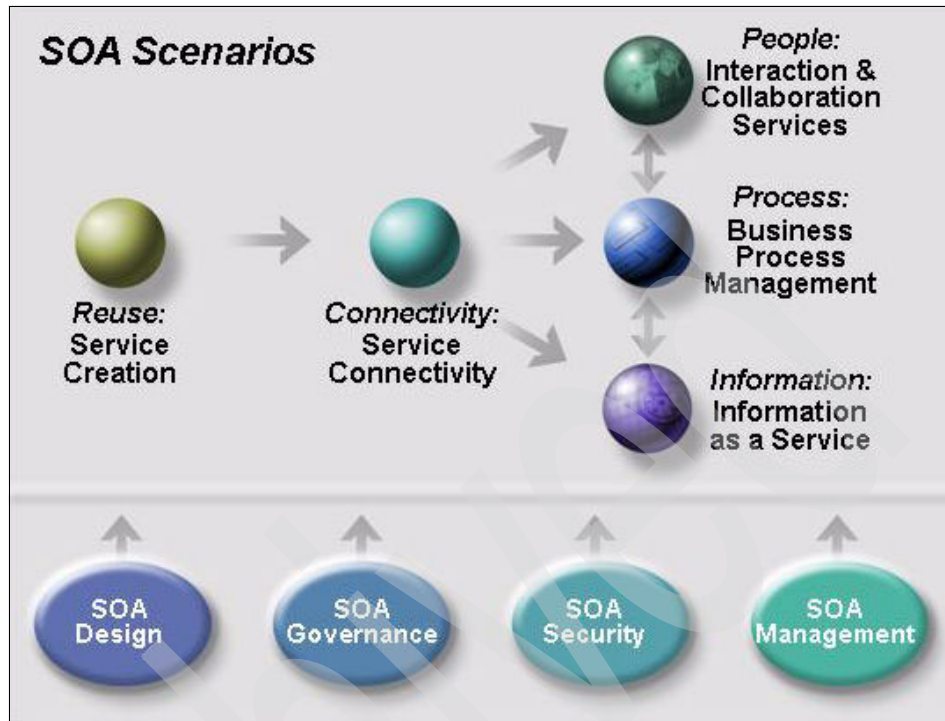 SOA Scenarios
People:
Interaction &
Collaboration
Services
Process:
Business
Process
Management
Reuse:
Service
Creation
Connectivity:
Service
Connectivity
Information:
Information
as a Service
SOA
Design
SOA
Governance
SOA
Security
SOA
Management